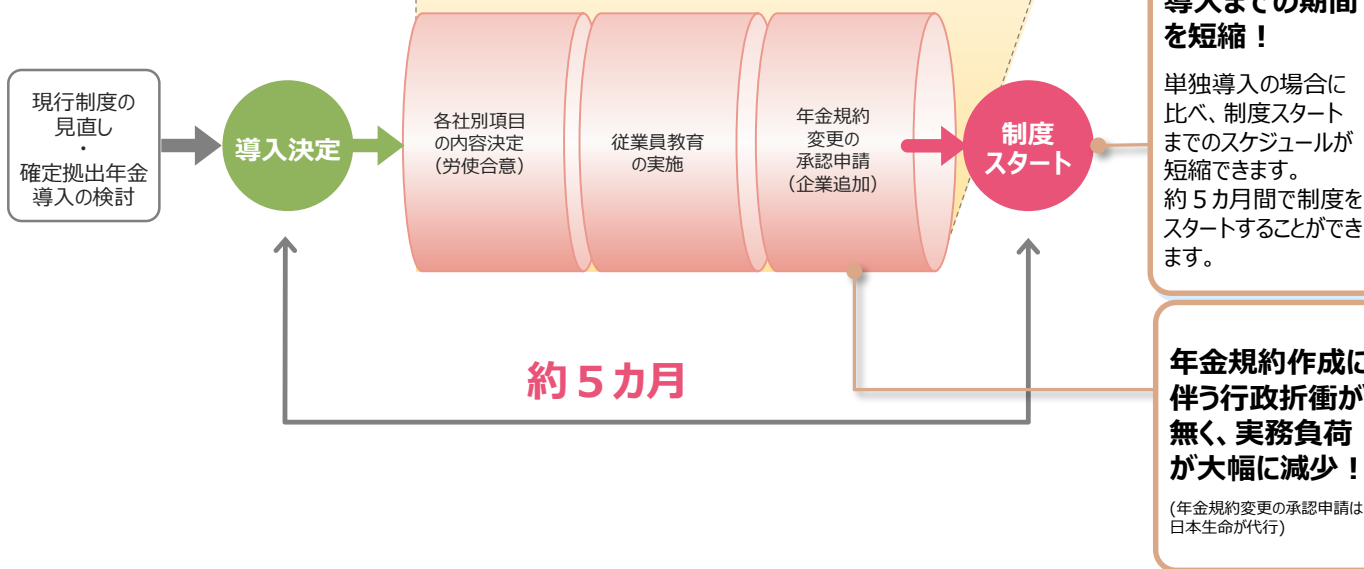 現行制度の
見直し
・
確定拠出年金
導入の検討
導入決定
各社別項目
の内容決定
(労使合意)
従業員教育
の実施
年金規約
変更の
承認申請
(企業追加)
制度
スタート
約５カ月
導入までの期間
を短縮！
単独導入の場合に
比べ、制度スタート
までのスケジュールが
短縮できます。
約５カ月間で制度を
スタートすることができ
ます。
年金規約作成に
伴う行政折衝が
無く、実務負荷
が大幅に減少！
(年金規約変更の承認申請は
日本生命が代行)